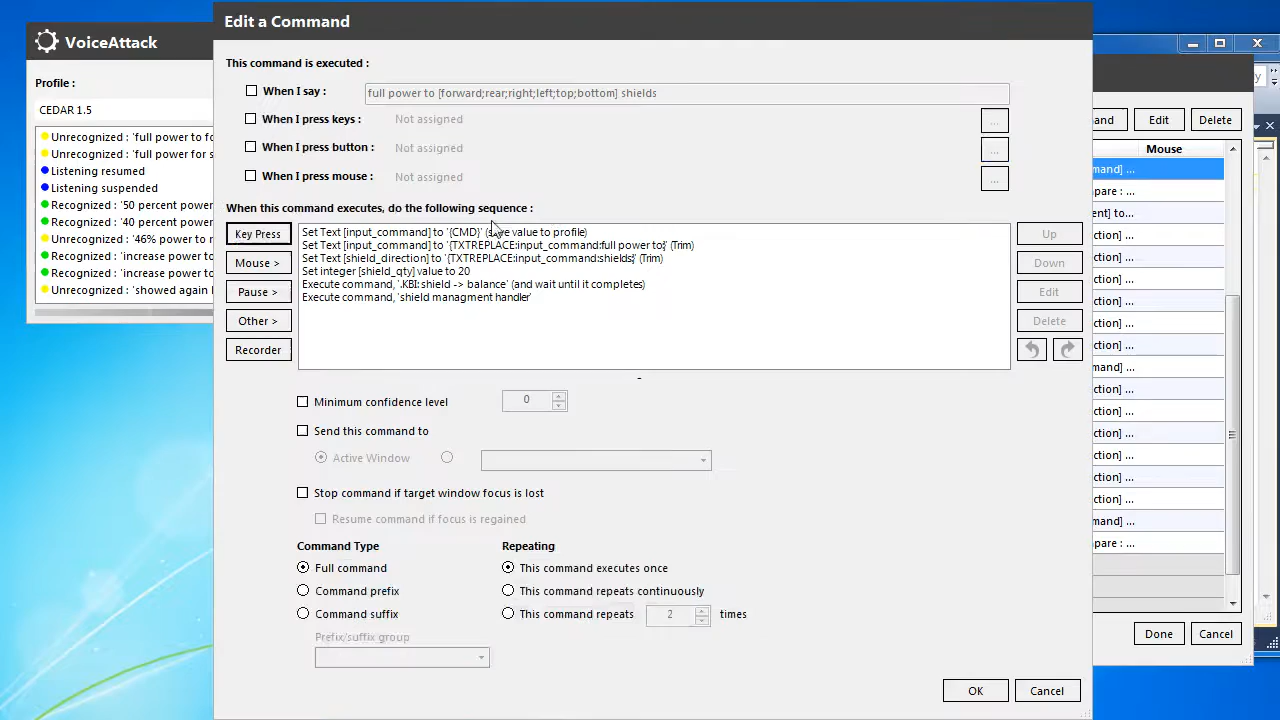 Edit a Command
VoiceAttack
This command is executed :
Profile :
When I say :
full power to [forward;rear;right;left;top;bottom] shields
CEDAR 1.5
When I press keys :
Not assigned
...
mand
Edit
Delete
Unrecognized : 'full power to fo
When I press button :
Not assigned
...
Mouse
Unrecognized : 'full power for s
Listening resumed
When I press mouse :
Not assigned
...
mand] ...
Listening suspended
pare : ...
Recognized : '50 percent power
When this command executes, do the following sequence :
ent] to ...
Recognized : '40 percent power
Key Press
Set Text [input_command] to '{CMD}' (save value to profile)
Up
ction] ...
Unrecognized : '46% power to r
Set Text [input_command] to '{TXTREPLACE:input_command:full power to:}' (Trim)
Recognized : 'increase power to
Mouse >
Set Text [shield_direction] to '{TXTREPLACE:input_command:shields:}' (Trim)
Down
ction] ...
Recognized : 'increase power to
Set integer [shield_qty] value to 20
ction] ...
Unrecognized : 'showed again l
Pause >
Execute command, '.KBI:shield -> balance' (and wait until it completes)
Edit
ction] ...
Execute command, 'shield managment handler'
Other >
Delete
ction] ...
Recorder
ction] ...
mand] ...
Minimum confidence level
0
ction] ...
ction] ...
Send this command to
ction] ...
Active Window
ction] ...
ction] ...
Stop command if target window focus is lost
ction] ...
Resume command if focus is regained
mand] ...
Command Type
Repeating
pare : ...
Full command
This command executes once
Command prefix
This command repeats continuously
Command suffix
This command repeats
2
times
Prefix/suffix group
Done
Cancel
OK
Cancel